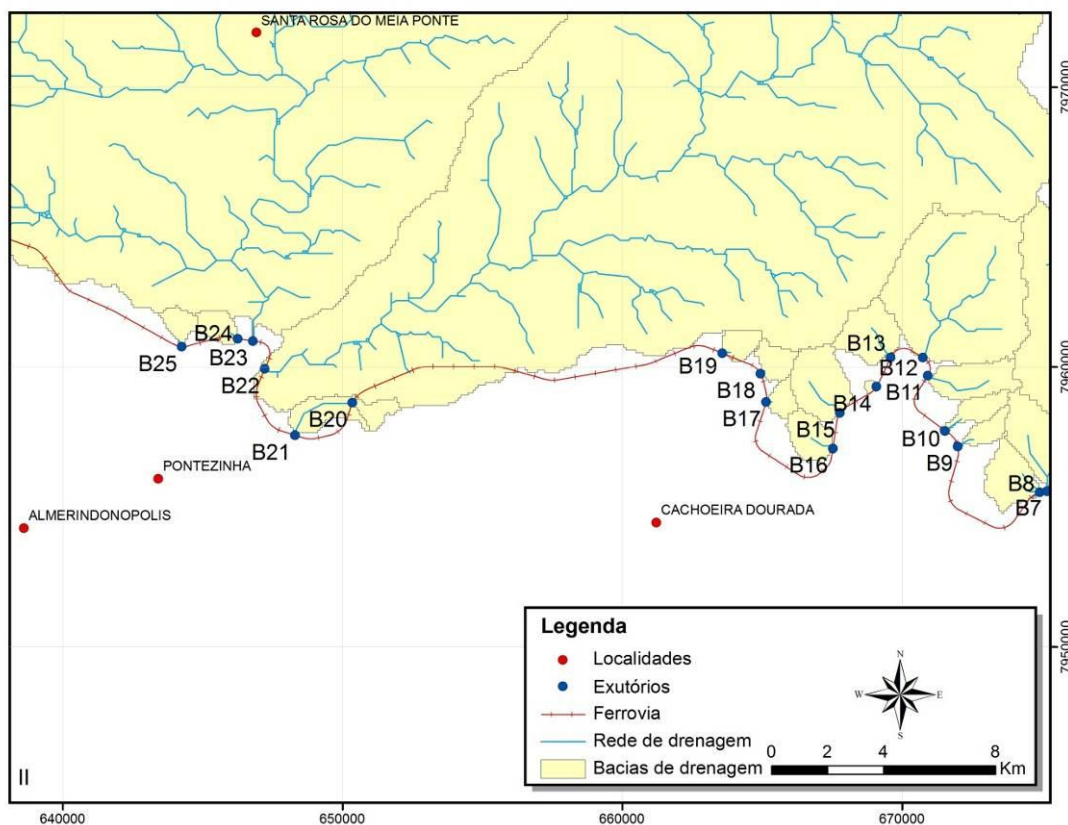 SANTA ROSA DO MEIA PONTE
7970000
B24
B23
B25
B22
B20
B21
B19
B18
B17
B13
B12
B11
B14
B15
B16
B10
B9
B8
B7
7960000
PONTEZINHA
ALMERINDONOPOLIS
CACHOEIRA DOURADA
7950000
Legenda
Localidades
Exutórios
Ferrovia
Rede de drenagem
Bacias de drenagem
N
W E
S
0 2 4 8
Km
II
640000 650000 660000 670000